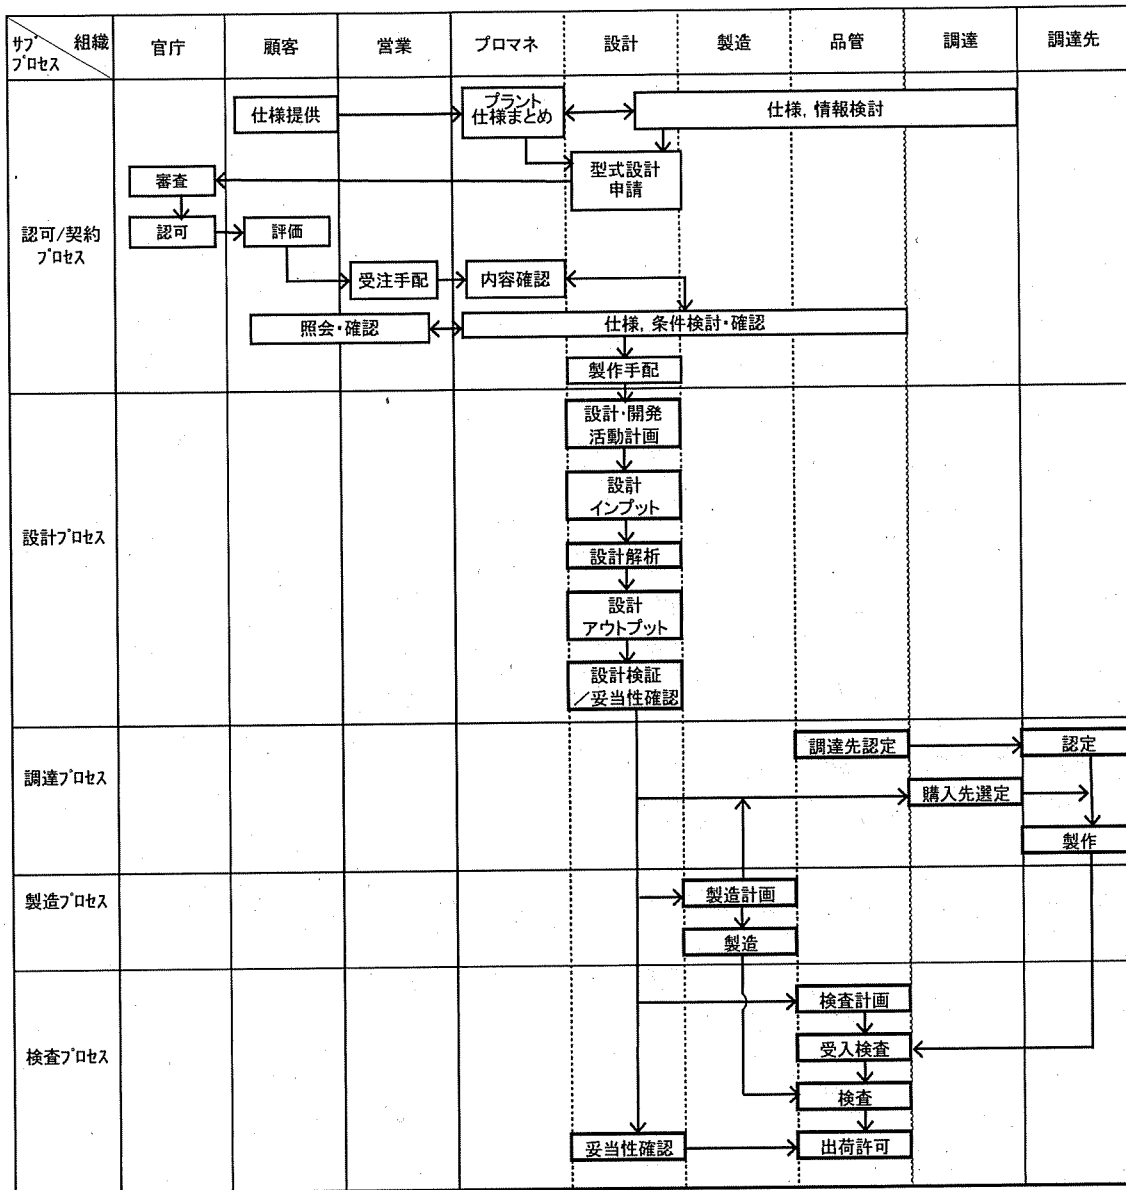 サブプロセス 組織
官庁
顧客
営業
プロマネ
設計
製造
品管
調達
調達先
認可/契約
プロセス
仕様提供
プラント
仕様まとめ
仕様, 情報検討
型式設計
申請
審査
認可
評価
受注手配
内容確認
照会・確認
仕様, 条件検討・確認
製作手配
設計プロセス
設計・開発
活動計画
設計
インプット
設計解析
設計
アウトプット
設計検証
/妥当性確認
調達プロセス
調達先認定
認定
購入先選定
製作
製造プロセス
製造計画
製造
検査プロセス
検査計画
受入検査
検査
妥当性確認
出荷許可